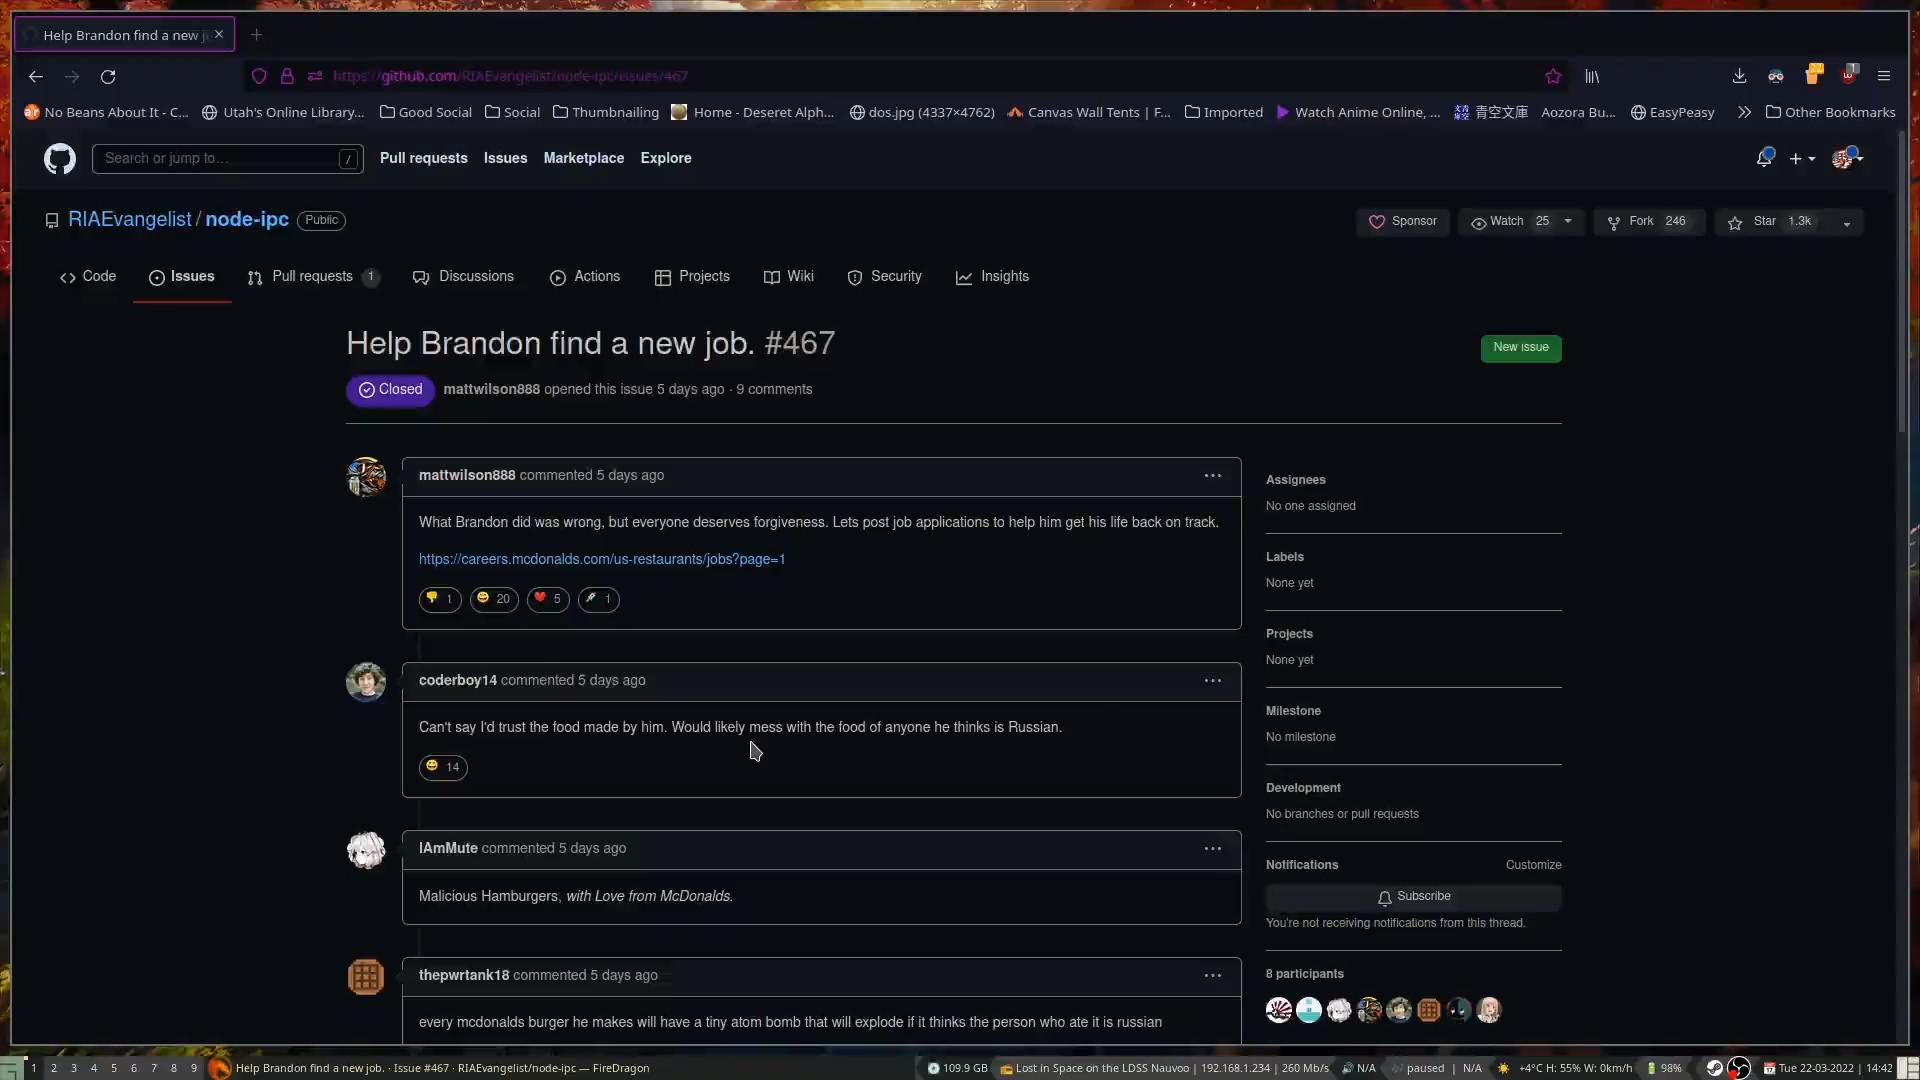 Help Brandon find a new j
https://github.com/RIAEvangelist/node-ipc/issues/467
No Beans About It - C...
Utah's Online Library...
Good Social
Social
Thumbnailing
Home - Deseret Alph...
dos.jpg (4337×4762)
Canvas Wall Tents | F...
Imported
Watch Anime Online, ...
青空文庫 Aozora Bu...
EasyPeasy
Other Bookmarks
Search or jump to...
/
Pull requests
Issues
Marketplace
Explore
RIAEvangelist / node-ipc
Public
Sponsor
Watch 25
Fork 246
Star 1.3k
Code
Issues
Pull requests 1
Discussions
Actions
Projects
Wiki
Security
Insights
Help Brandon find a new job. #467
New issue
Closed
mattwilson888 opened this issue 5 days ago · 9 comments
mattwilson888 commented 5 days ago
What Brandon did was wrong, but everyone deserves forgiveness. Lets post job applications to help him get his life back on track.
https://careers.mcdonalds.com/us-restaurants/jobs?page=1
1 20 5 1
coderboy14 commented 5 days ago
Can't say I'd trust the food made by him. Would likely mess with the food of anyone he thinks is Russian.
14
IAmMute commented 5 days ago
Malicious Hamburgers, with Love from McDonalds.
thepwrtank18 commented 5 days ago
every mcdonalds burger he makes will have a tiny atom bomb that will explode if it thinks the person who ate it is russian
Assignees
No one assigned
Labels
None yet
Projects
None yet
Milestone
No milestone
Development
No branches or pull requests
Notifications
Customize
Subscribe
You're not receiving notifications from this thread.
8 participants
1 2 3 4 5 6 7 8 9
Help Brandon find a new job. · Issue #467 · RIAEvangelist/node-ipc — FireDragon
109.9 GB
Lost in Space on the LDSS Nauvoo | 192.168.1.234 | 260 Mb/s
N/A
paused | N/A
+4°C H: 55% W: 0km/h
98%
Tue 22-03-2022 | 14:42